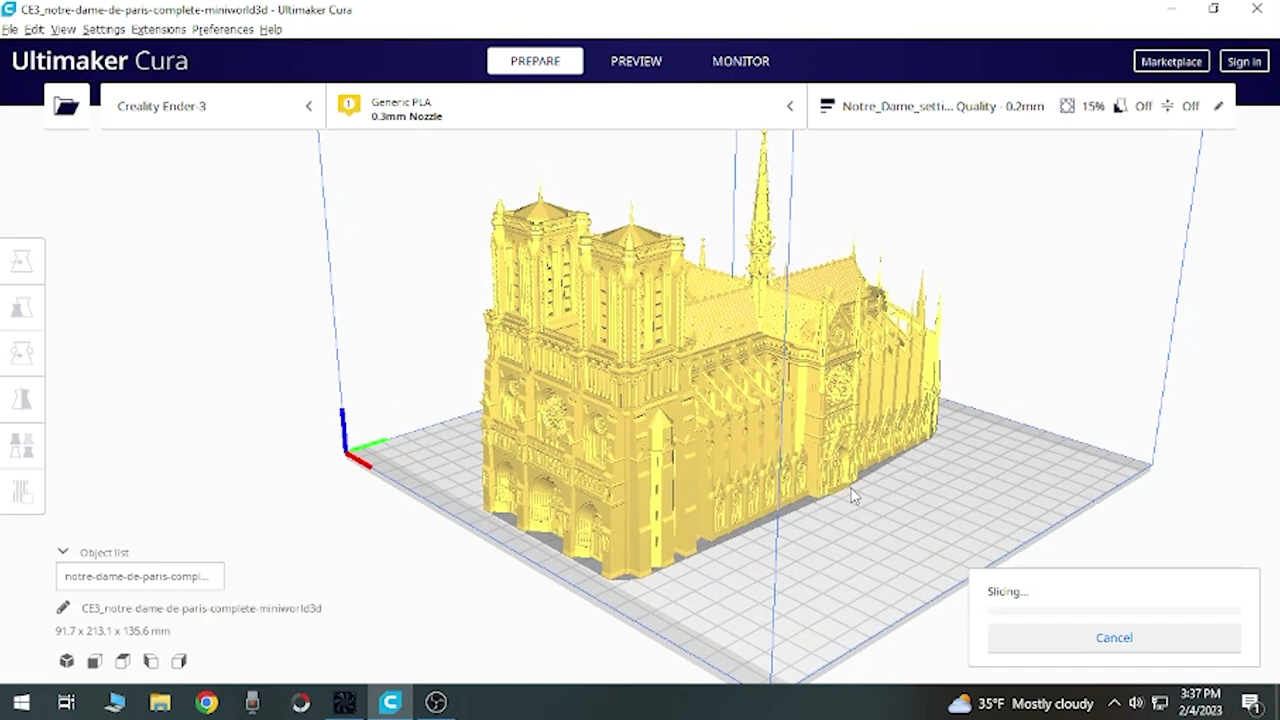 CE3_notre-dame-de-paris-complete-miniworld3d - Ultimaker Cura
File Edit View Settings Extensions Preferences Help
Ultimaker Cura
PREPARE
PREVIEW
MONITOR
Marketplace
Sign in
Creality Ender-3
Generic PLA
0.3mm Nozzle
Notre_Dame_setti... Quality - 0.2mm
15%
Off
Off
Object list
notre-dame-de-paris-compl...
CE3_notre-dame-de-paris-complete-miniworld3d
91.7 x 213.1 x 135.6 mm
Slicing...
Cancel
35°F Mostly cloudy
3:37 PM
2/4/2023
1